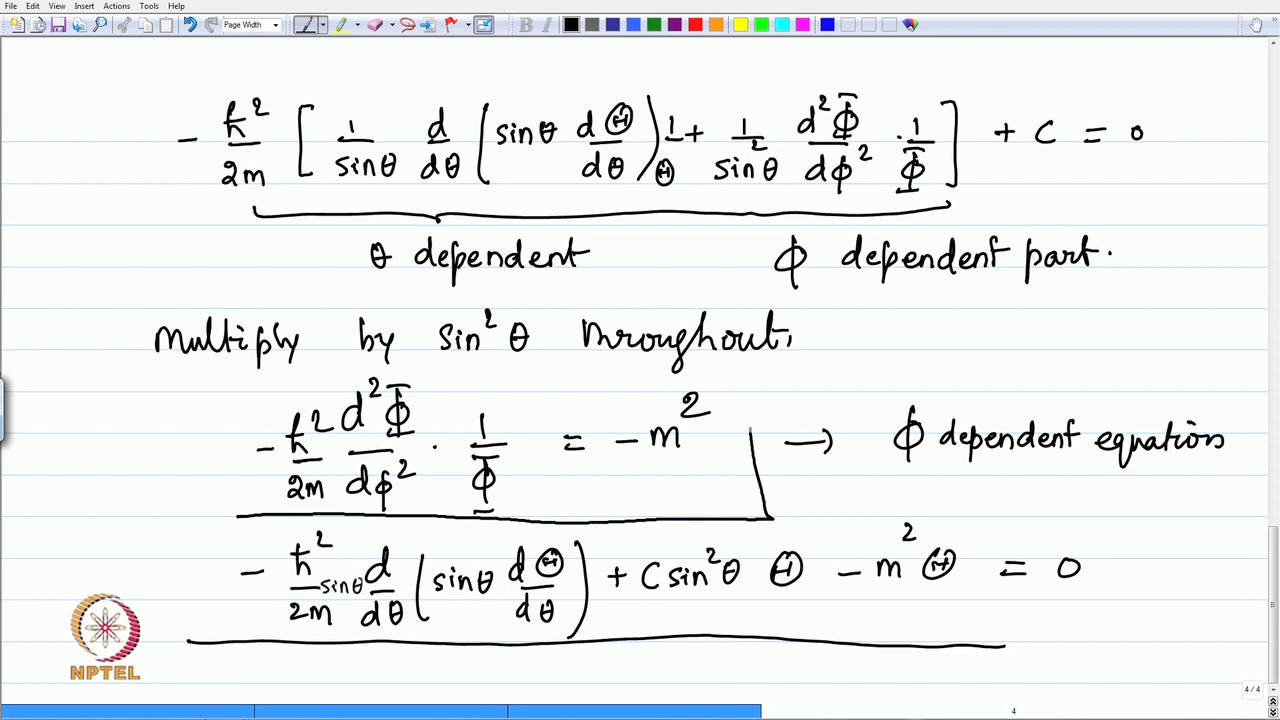 File Edit View Insert Actions Tools Help
Page Width
- ħ²/2m [ 1/sinθ d/dθ (sinθ dΘ/dθ) 1/Θ + 1/sin²θ d²Φ/dϕ² · 1/Φ ] + C = 0
θ dependent ϕ dependent part.
Multiply by sin²θ throughout,
- ħ²/2m d²Φ/dϕ² · 1/Φ = -m² → ϕ dependent equations
- ħ²/2m sinθ d/dθ (sinθ dΘ/dθ) + C sin²θ Θ - m² Θ = 0
NPTEL
4 / 4
4